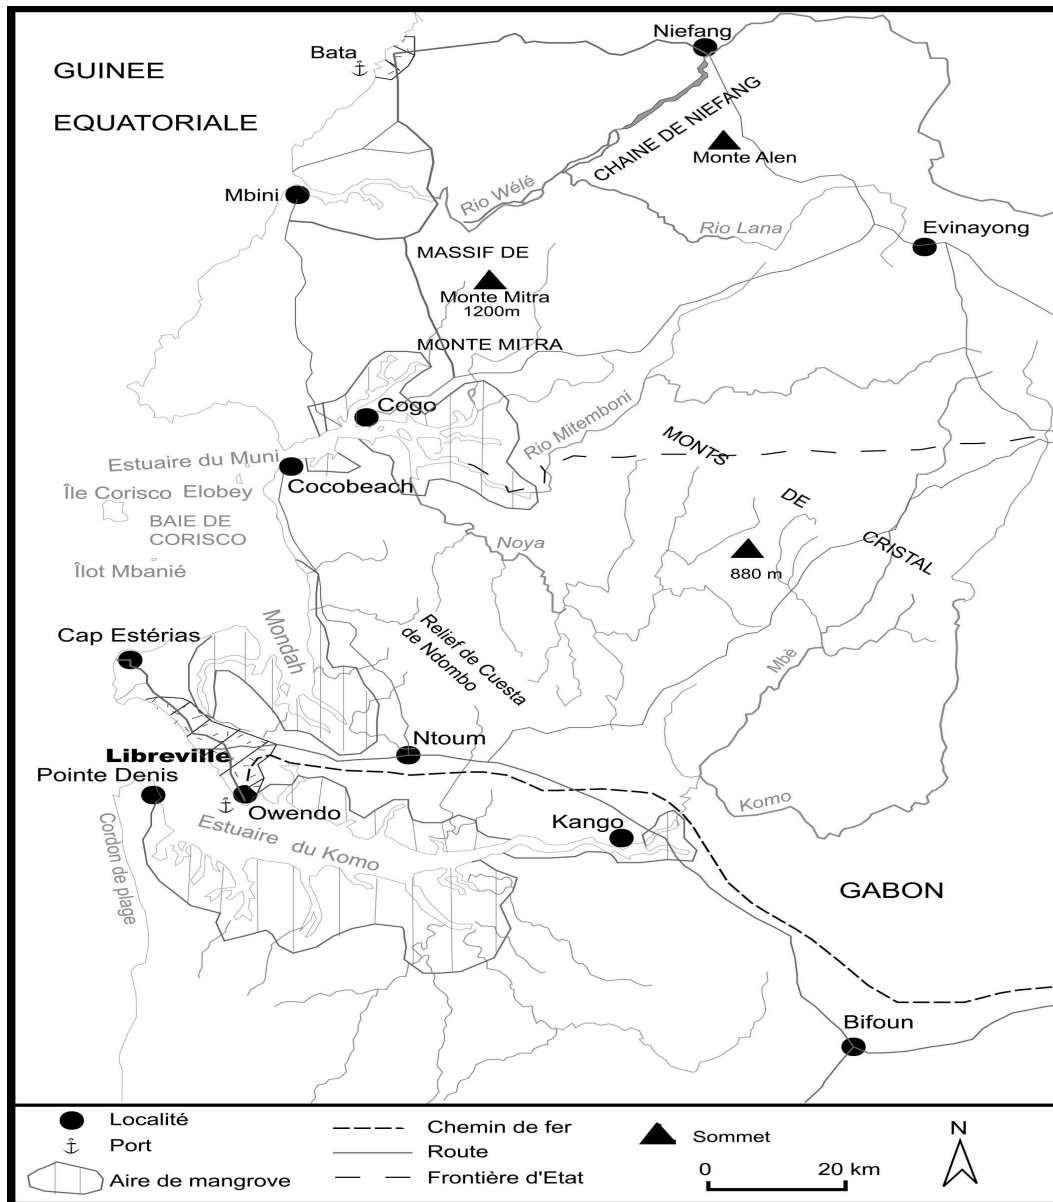 Niefang
Bata
GUINEE
EQUATORIALE
CHAINE DE NIEFANG
Monte Alen
Mbini
Rio Wélé
Rio Lana
Evinayong
MASSIF DE
Monte Mitra
1200m
MONTE MITRA
Cogo
Rio Mitemboni
MONTS
DE
CRISTAL
Estuaire du Muni
Cocobeach
Île Corisco
Elobey
BAIE DE
CORISCO
Îlot Mbanié
Noya
880 m
Cap Estérias
Mondah
Relief de Cuesta
de Ndombo
Mbè
Ntoum
Libreville
Pointe Denis
Owendo
Komo
Estuaire du Komo
Kango
Cordon de plage
GABON
Bifoun
Localité
Port
Aire de mangrove
Chemin de fer
Route
Frontière d'Etat
Sommet
0 20 km
N